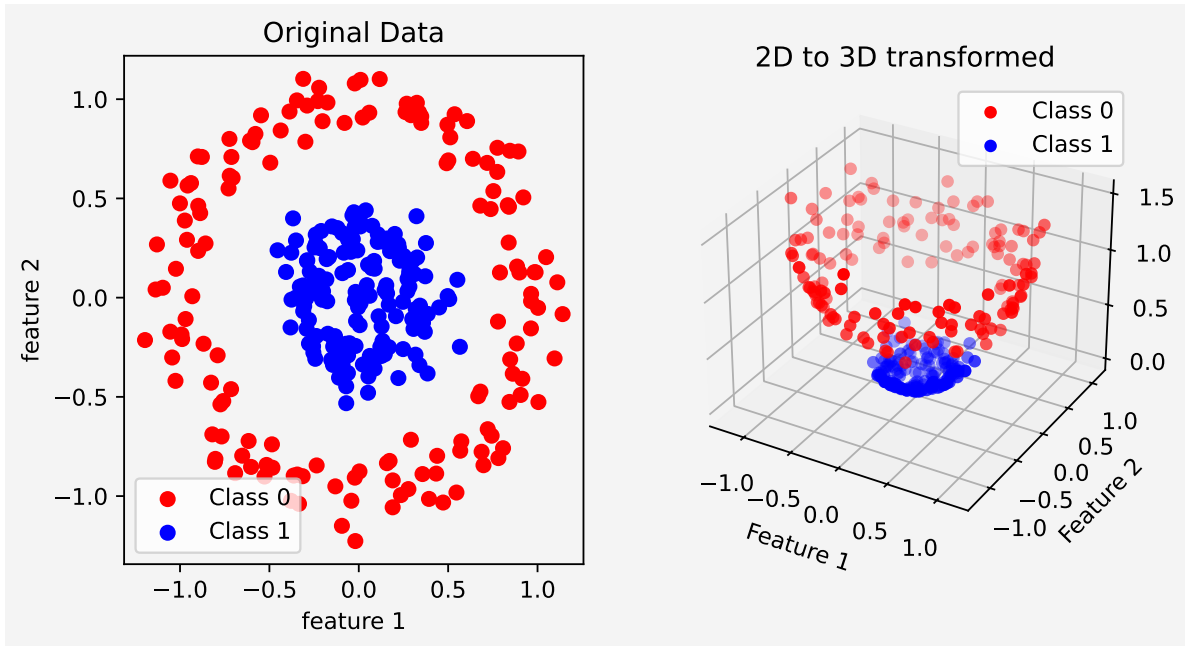 Original Data
1.0
0.5
0.0
−0.5
−1.0
feature 2
Class 0
Class 1
−1.0 −0.5 0.0 0.5 1.0
feature 1
2D to 3D transformed
Class 0
Class 1
1.5
1.0
0.5
0.0
1.0
0.5
0.0
−0.5
−1.0
Feature 2
−1.0 −0.5 0.0 0.5 1.0
Feature 1